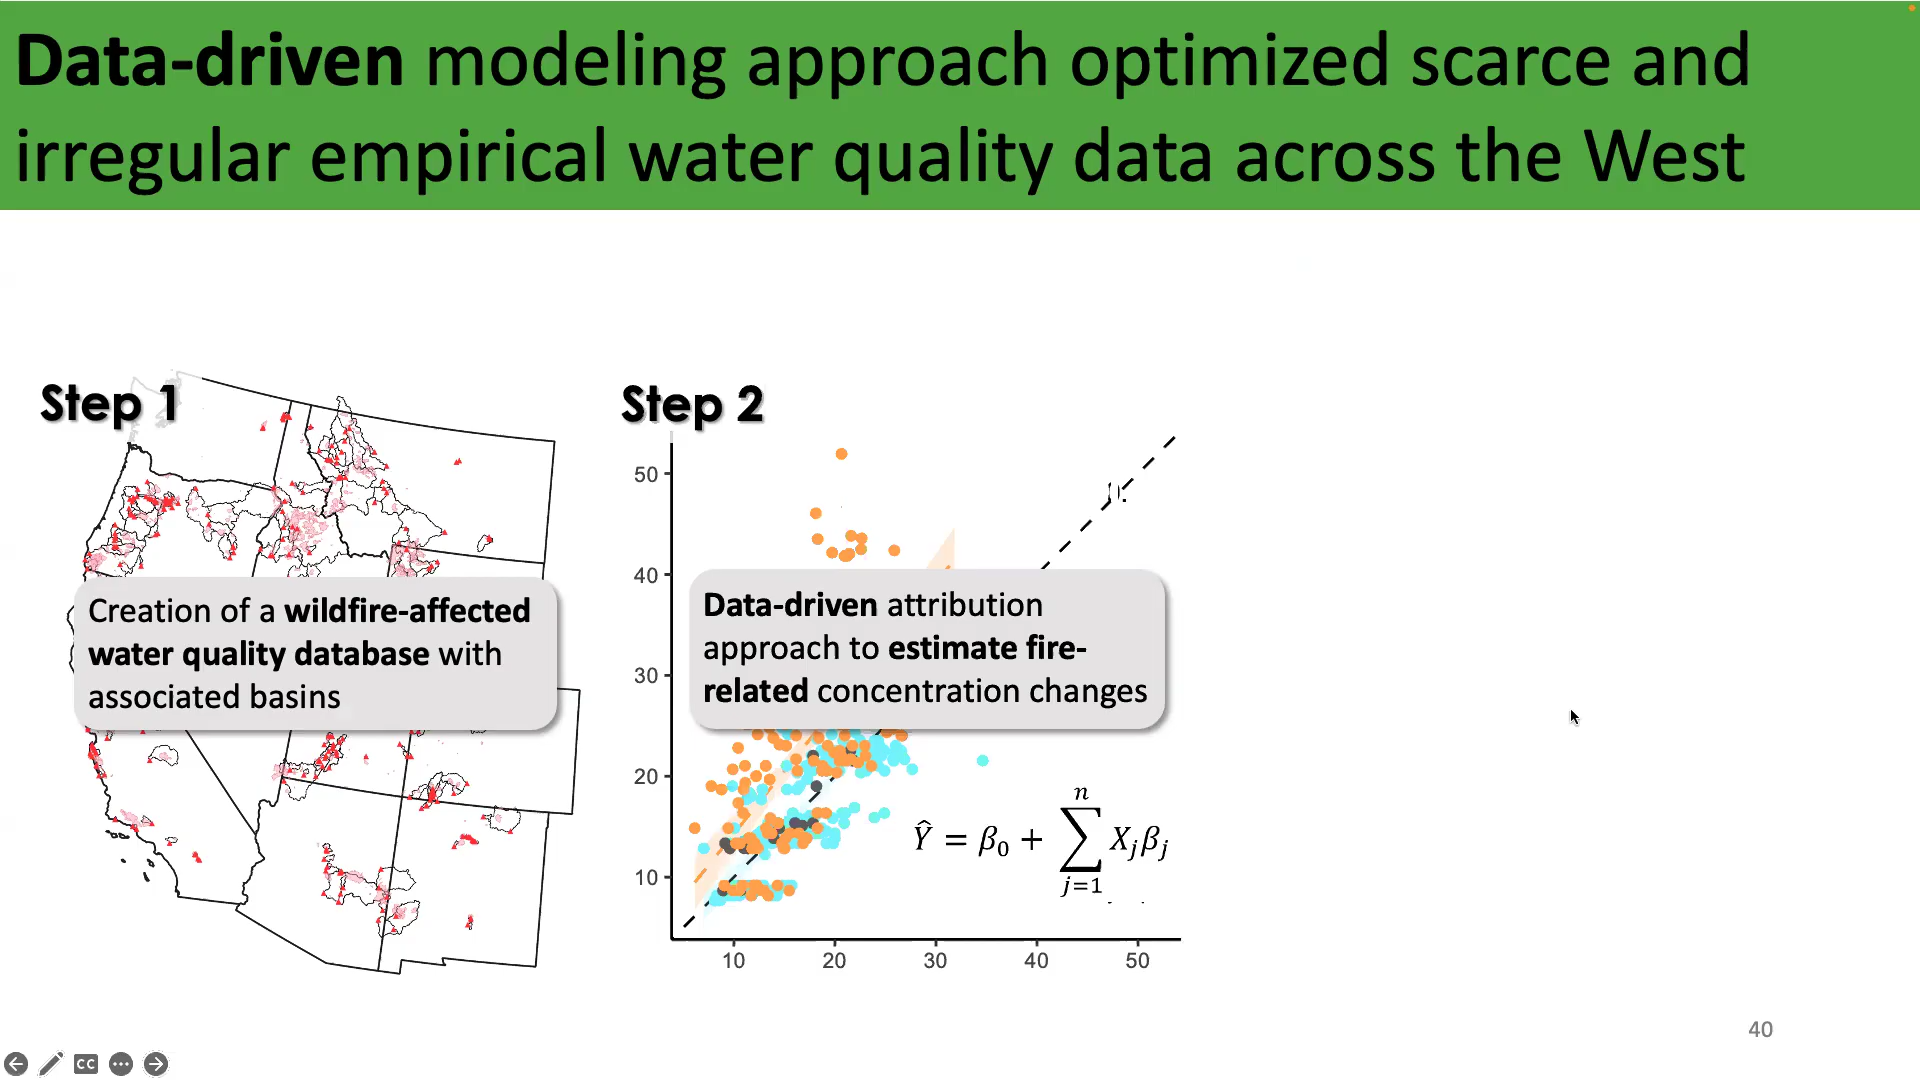 Data-driven modeling approach optimized scarce and
irregular empirical water quality data across the West
Step 1
Creation of a wildfire-affected
water quality database with
associated basins
Step 2
50
40
30
20
10
10 20 30 40 50
Data-driven attribution
approach to estimate fire-
related concentration changes
Ŷ = β₀ + ∑ⁿⱼ₌₁ Xⱼβⱼ
40
CC